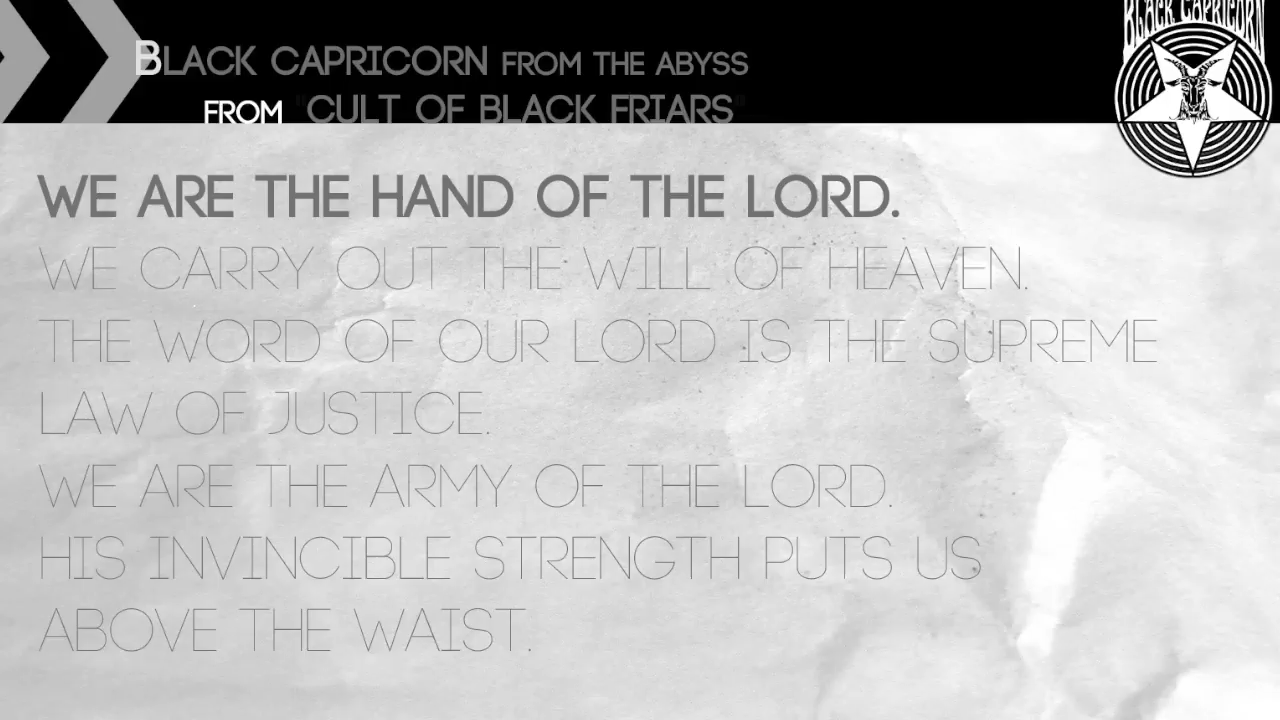 BLACK CAPRICORN FROM THE ABYSS
FROM "CULT OF BLACK FRIARS"
BLACK CAPRICORN
WE ARE THE HAND OF THE LORD.
WE CARRY OUT THE WILL OF HEAVEN.
THE WORD OF OUR LORD IS THE SUPREME
LAW OF JUSTICE.
WE ARE THE ARMY OF THE LORD.
HIS INVINCIBLE STRENGTH PUTS US
ABOVE THE WAIST.